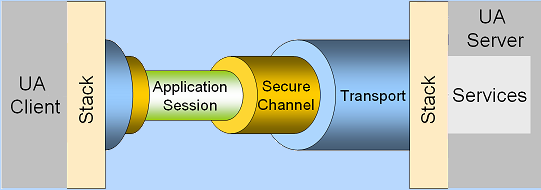 UA
Client
Stack
Application
Session
Secure
Channel
Transport
Stack
UA
Server
Services